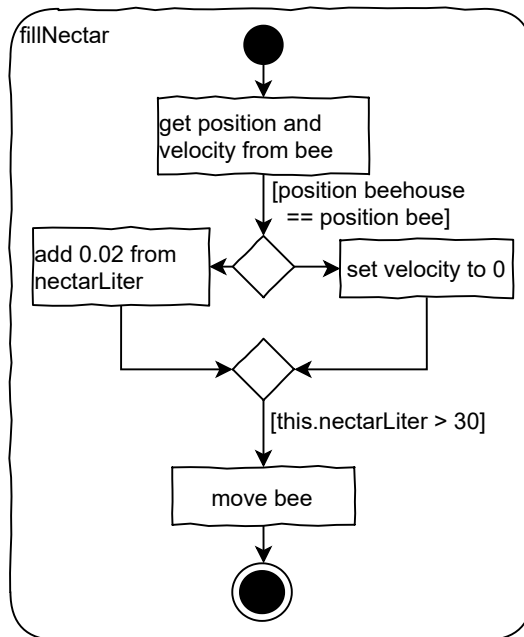 fillNectar
get position and
velocity from bee
[position beehouse
== position bee]
add 0.02 from
nectarLiter
set velocity to 0
[this.nectarLiter > 30]
move bee